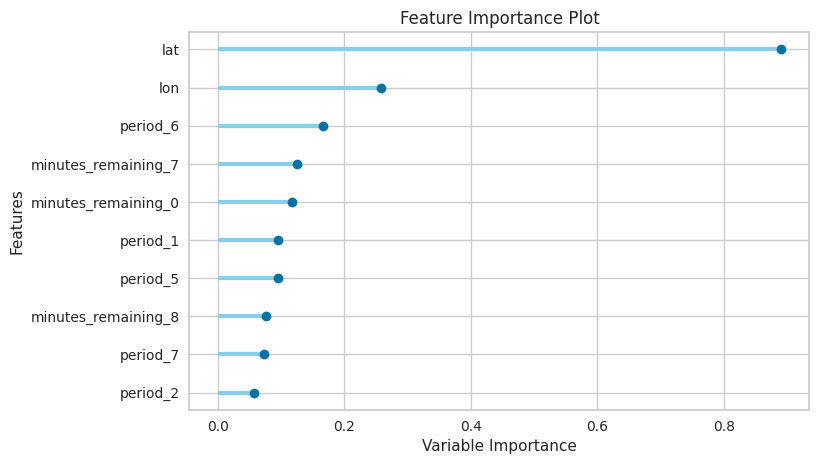 Feature Importance Plot
Features
lat
lon
period_6
minutes_remaining_7
minutes_remaining_0
period_1
period_5
minutes_remaining_8
period_7
period_2
0.0 0.2 0.4 0.6 0.8
Variable Importance